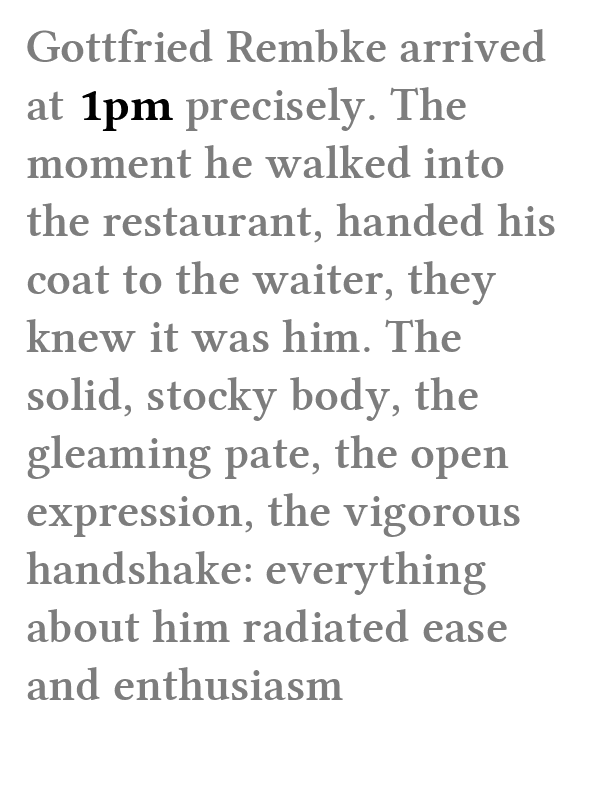 Gottfried Rembke arrived
at 1pm precisely. The
moment he walked into
the restaurant, handed his
coat to the waiter, they
knew it was him. The
solid, stocky body, the
gleaming pate, the open
expression, the vigorous
handshake: everything
about him radiated ease
and enthusiasm